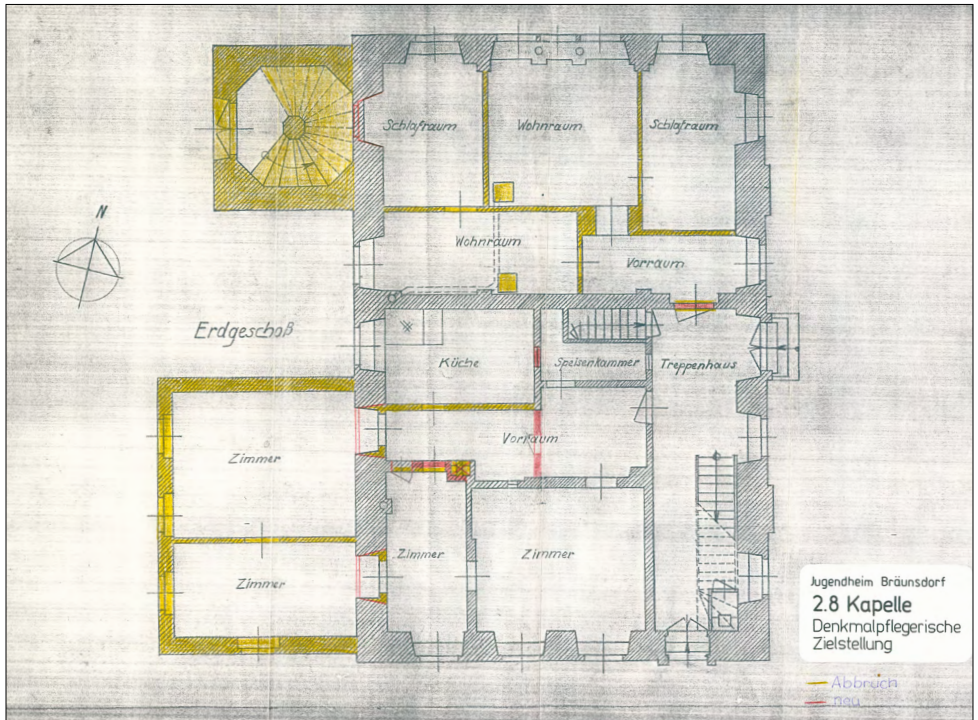 Schlafraum
Wohnraum
Schlafraum
N
Wohnraum
Vorraum
Erdgeschoß
Küche
Speisenkammer
Treppenhaus
Vorraum
Zimmer
Zimmer
Zimmer
Zimmer
Jugendheim Bräunsdorf
2.8 Kapelle
Denkmalpflegerische
Zielstellung
Abbruch
neu